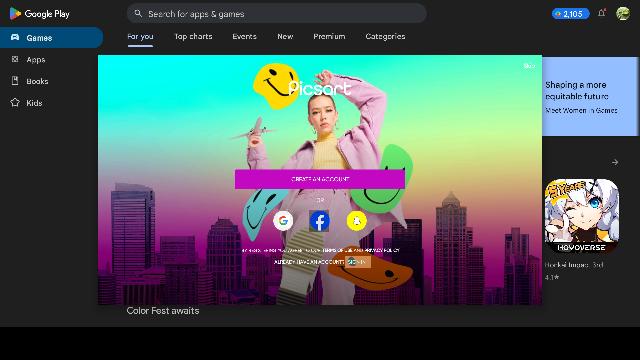 Google Play
Search for apps & games
2,105
Games
Apps
Books
Kids
For you
Top charts
Events
New
Premium
Categories
Skip
Picsart
CREATE AN ACCOUNT
OR
TERMS OF USE AND PRIVACY POLICY
ALREADY HAVE AN ACCOUNT? SIGN IN
Shaping a more
equitable future
Meet Women in Games
HOYOVERSE
Honkai Impact 3rd
4.1★
Color Fest awaits